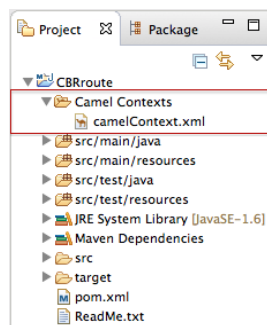 Project Package
CBRroute
Camel Contexts
camelContext.xml
src/main/java
src/main/resources
src/test/java
src/test/resources
JRE System Library [JavaSE-1.6]
Maven Dependencies
src
target
pom.xml
ReadMe.txt